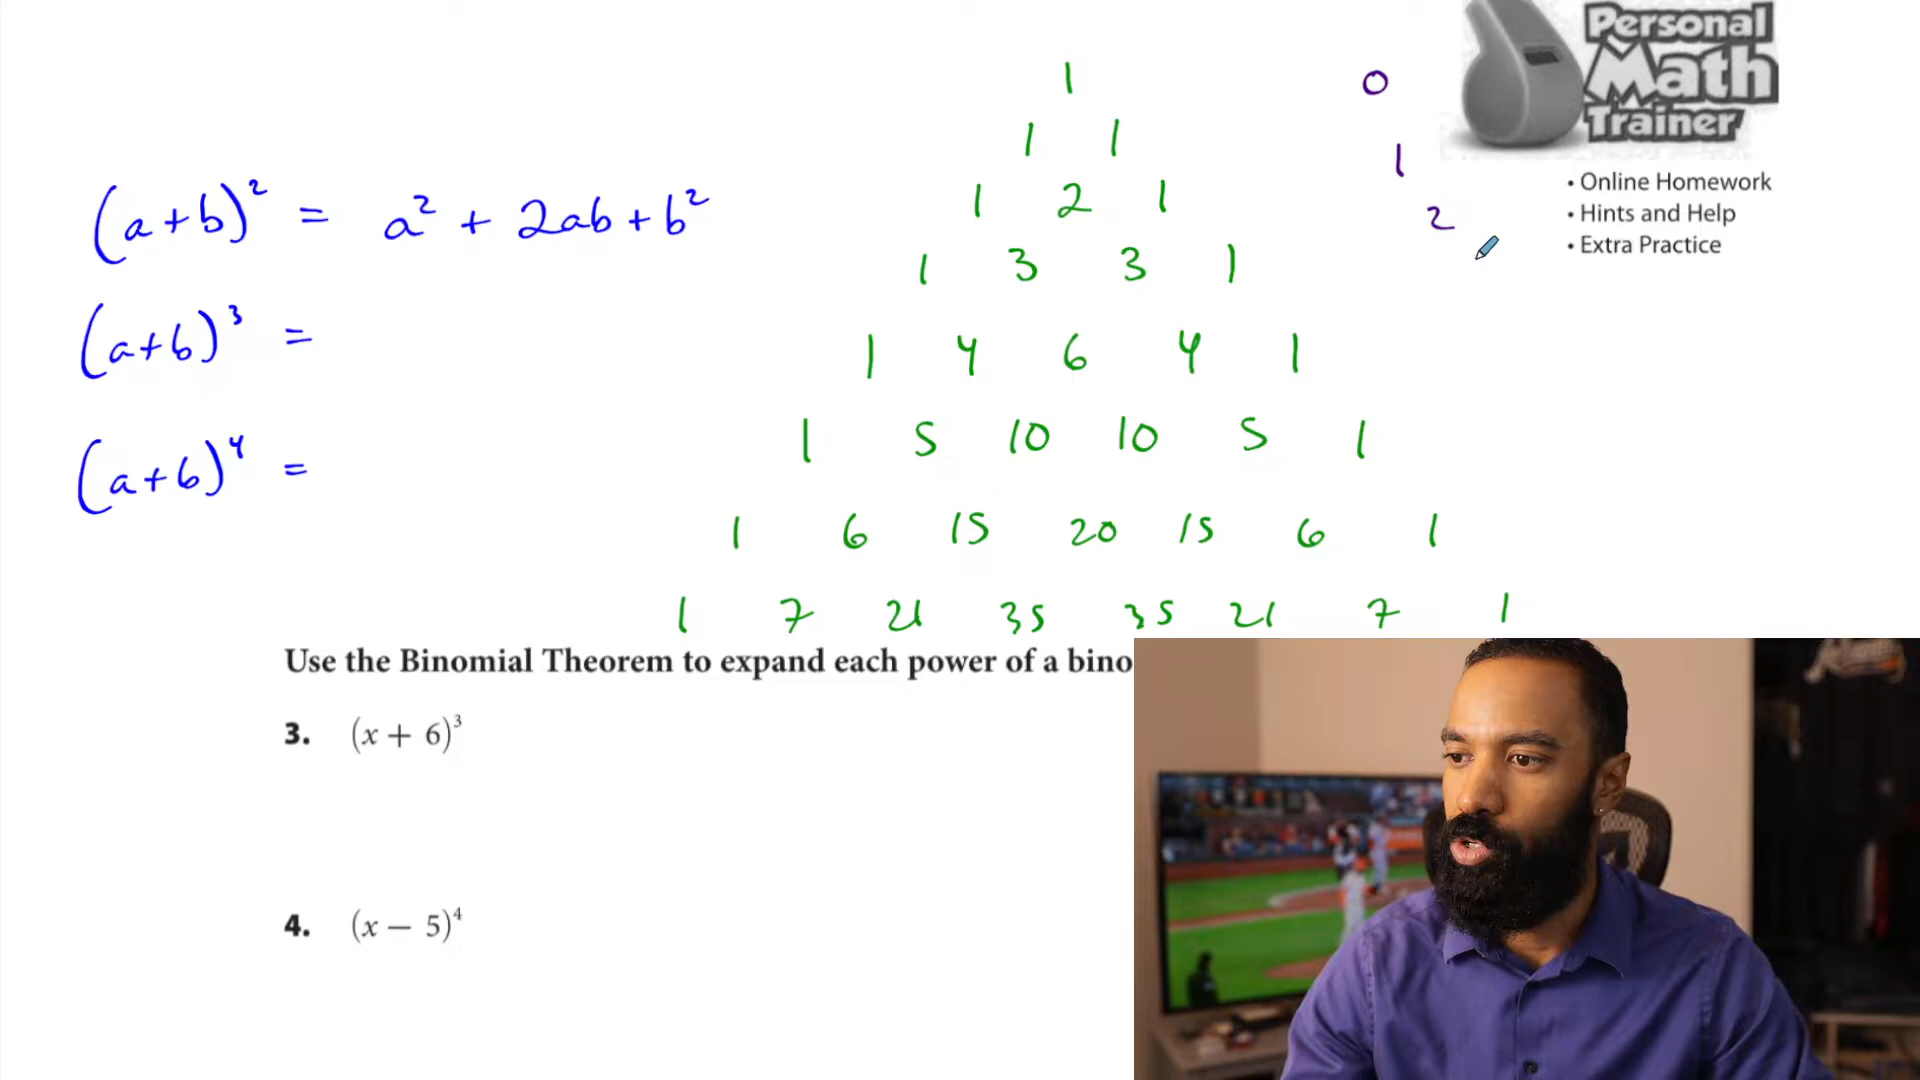 Personal
Math
Trainer
• Online Homework
• Hints and Help
• Extra Practice
1 0
1 1 1
1 2 1 2
1 3 3 1
1 4 6 4 1
1 5 10 10 5 1
1 6 15 20 15 6 1
1 7 21 35 35 21 7 1
(a+b)² = a² + 2ab + b²
(a+b)³ =
(a+b)⁴ =
Use the Binomial Theorem to expand each power of a bino
3. (x + 6)³
4. (x − 5)⁴